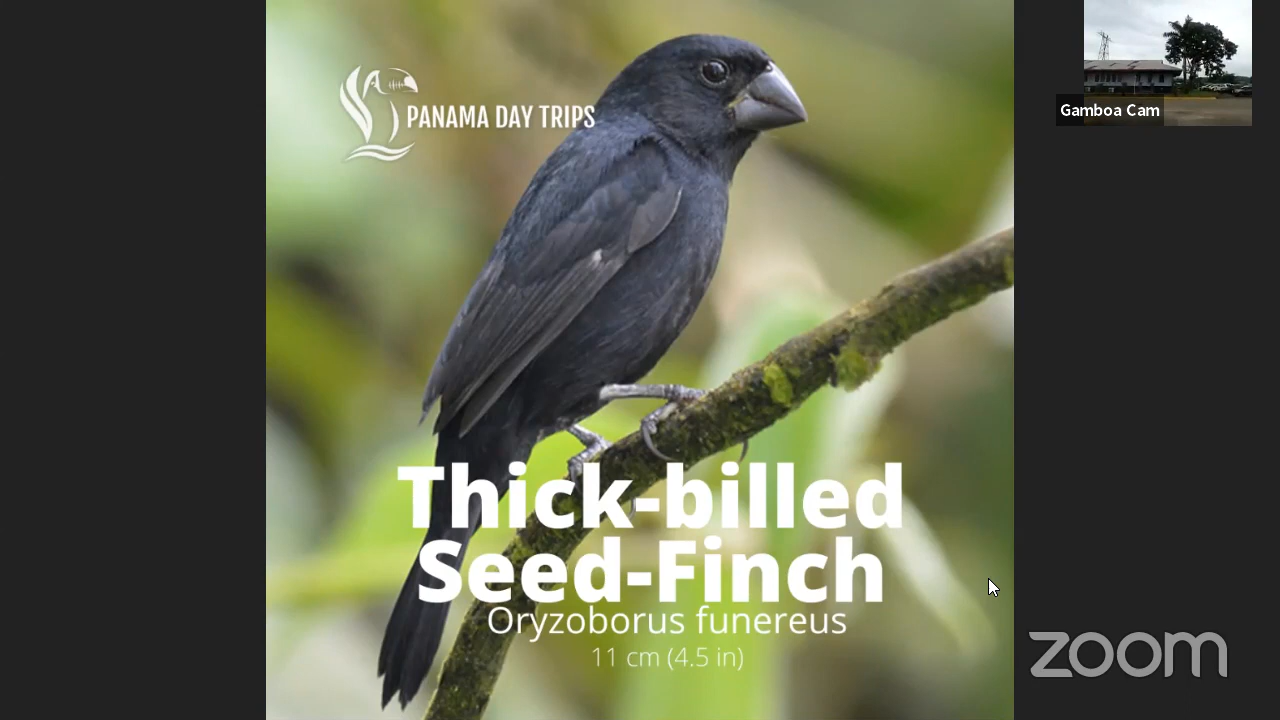 PANAMA DAY TRIPS
Gamboa Cam
Thick-billed
Seed-Finch
Oryzoborus funereus
11 cm (4.5 in)
zoom